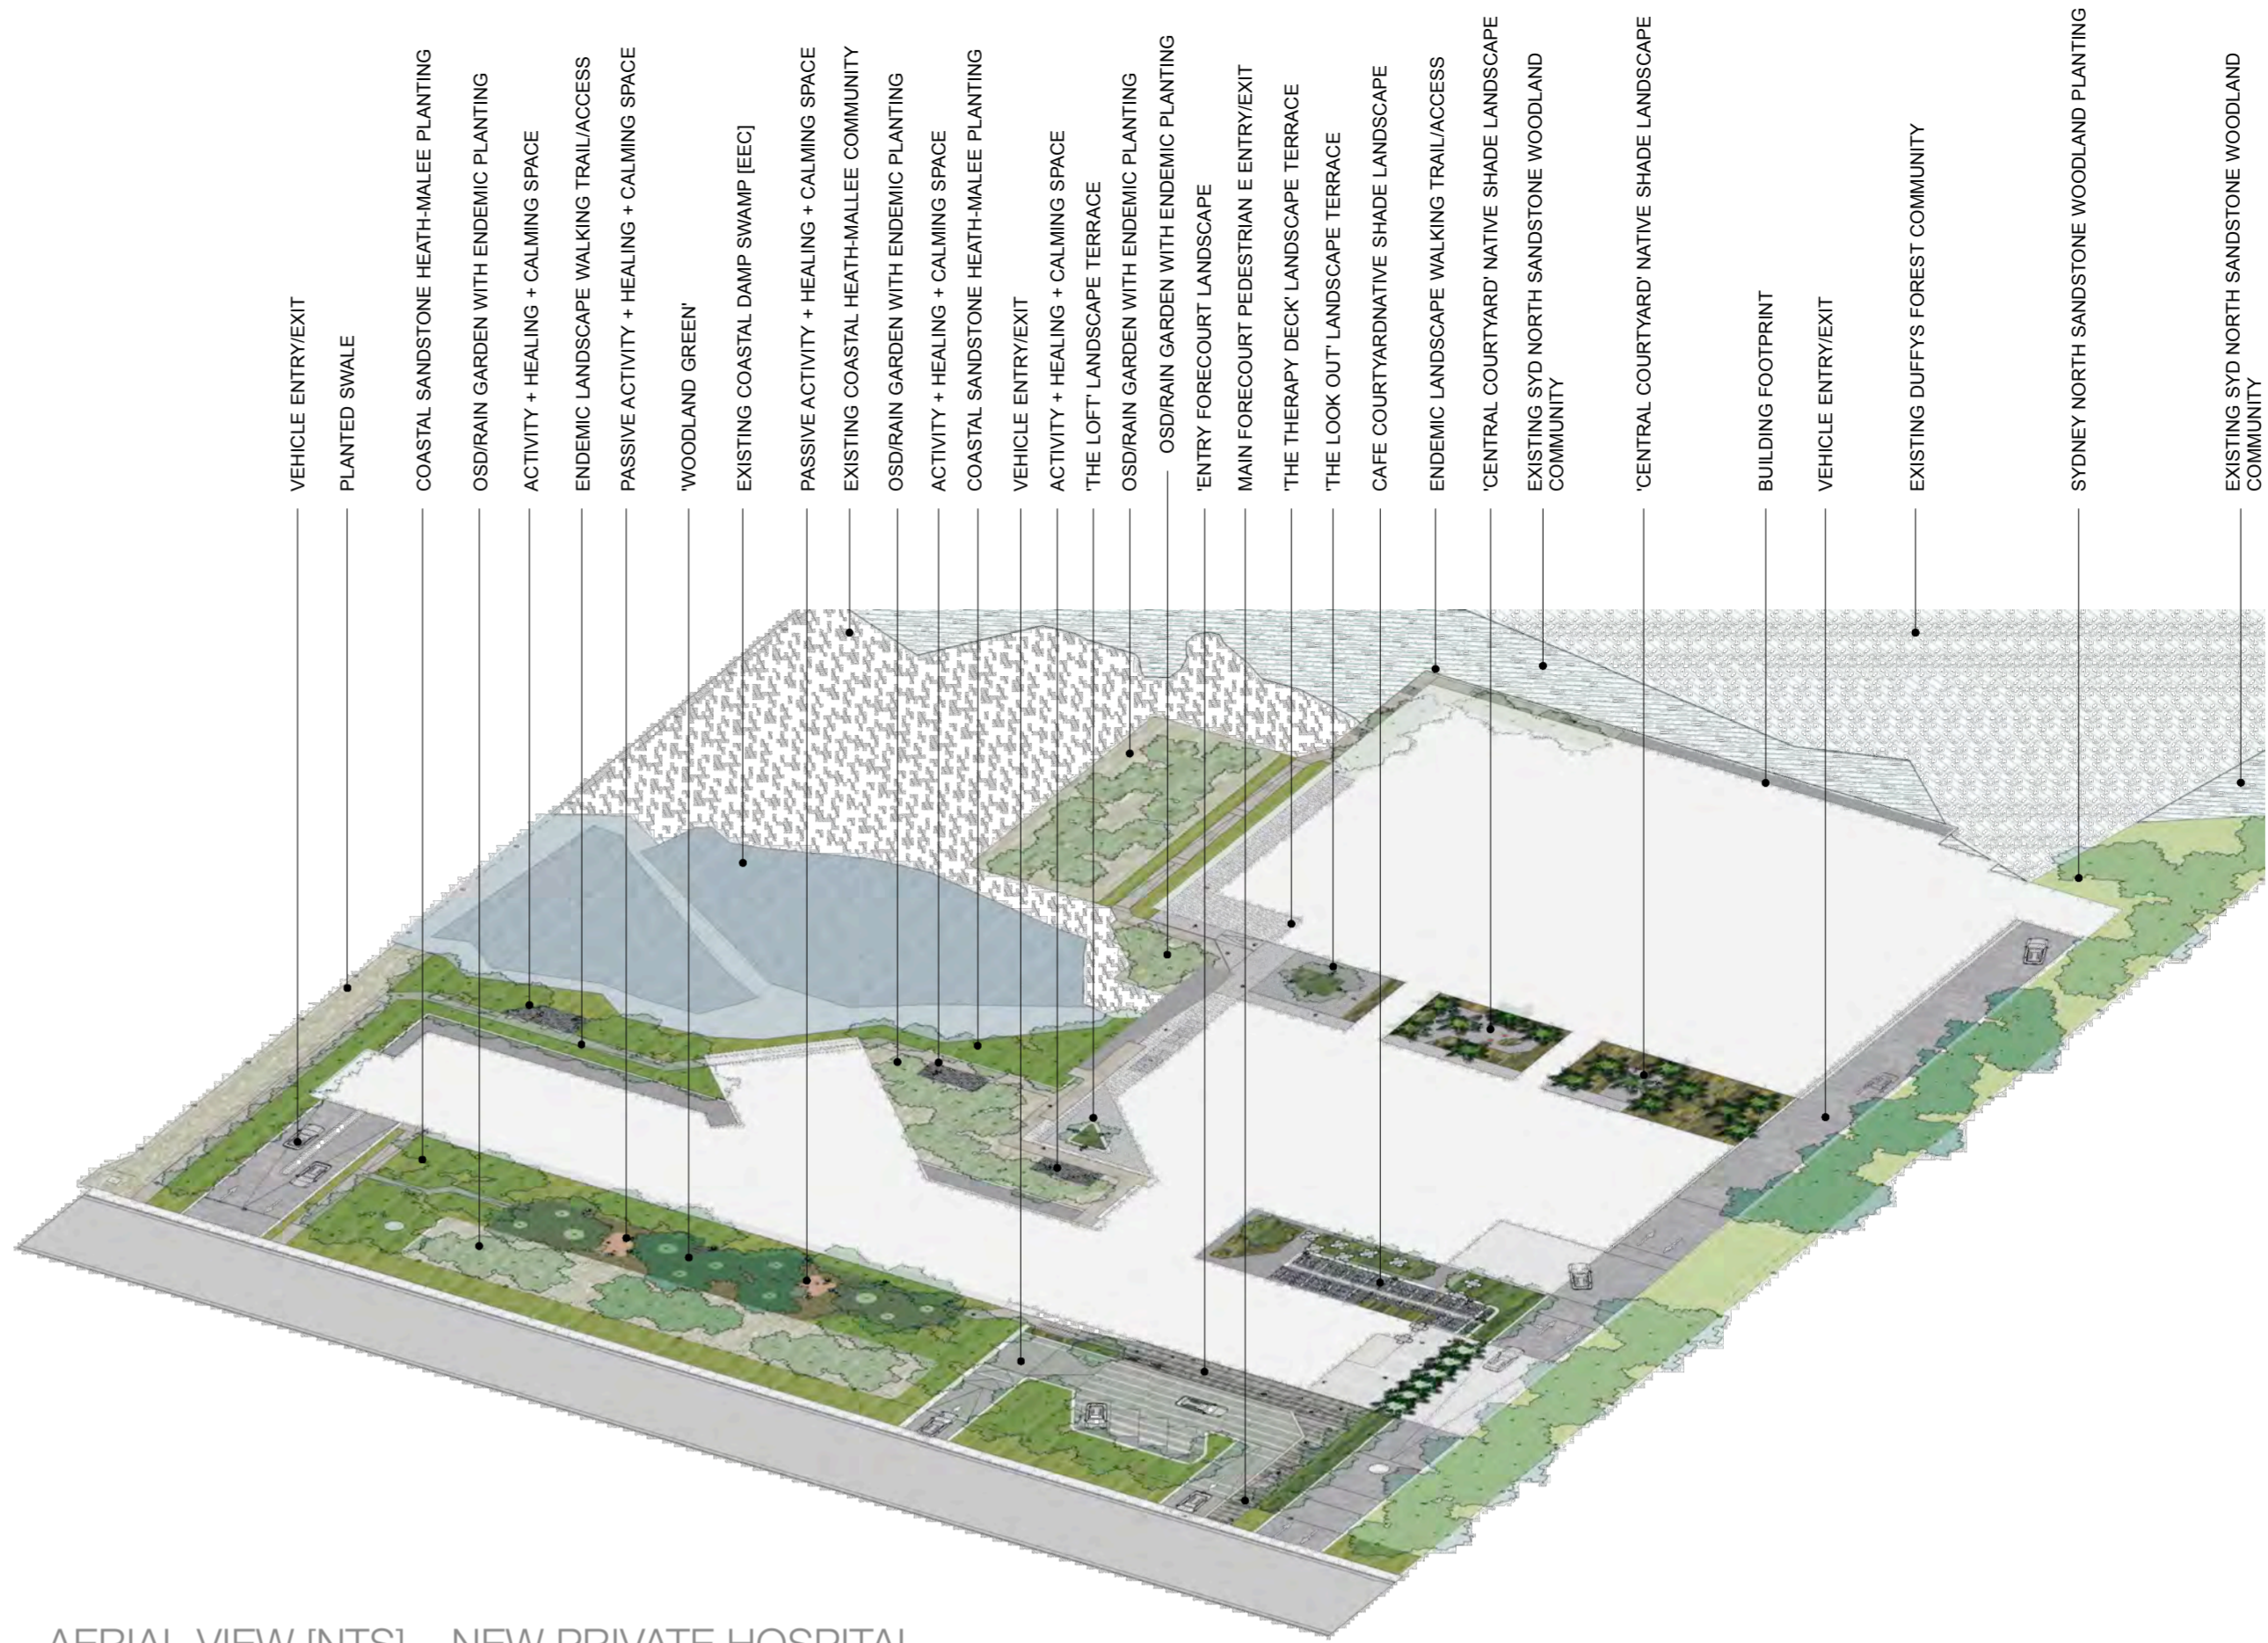 VEHICLE ENTRY/EXIT
PLANTED SWALE
COASTAL SANDSTONE HEATH-MALEE PLANTING
OSD/RAIN GARDEN WITH ENDEMIC PLANTING
ACTIVITY + HEALING + CALMING SPACE
ENDEMIC LANDSCAPE WALKING TRAIL/ACCESS
PASSIVE ACTIVITY + HEALING + CALMING SPACE
'WOODLAND GREEN'
EXISTING COASTAL DAMP SWAMP [EEC]
PASSIVE ACTIVITY + HEALING + CALMING SPACE
EXISTING COASTAL HEATH-MALLEE COMMUNITY
OSD/RAIN GARDEN WITH ENDEMIC PLANTING
ACTIVITY + HEALING + CALMING SPACE
COASTAL SANDSTONE HEATH-MALEE PLANTING
VEHICLE ENTRY/EXIT
ACTIVITY + HEALING + CALMING SPACE
'THE LOFT' LANDSCAPE TERRACE
OSD/RAIN GARDEN WITH ENDEMIC PLANTING
OSD/RAIN GARDEN WITH ENDEMIC PLANTING
'ENTRY FORECOURT LANDSCAPE
MAIN FORECOURT PEDESTRIAN E ENTRY/EXIT
'THE THERAPY DECK' LANDSCAPE TERRACE
'THE LOOK OUT' LANDSCAPE TERRACE
CAFE COURTYARDNATIVE SHADE LANDSCAPE
ENDEMIC LANDSCAPE WALKING TRAIL/ACCESS
'CENTRAL COURTYARD' NATIVE SHADE LANDSCAPE
EXISTING SYD NORTH SANDSTONE WOODLAND
COMMUNITY
'CENTRAL COURTYARD' NATIVE SHADE LANDSCAPE
BUILDING FOOTPRINT
VEHICLE ENTRY/EXIT
EXISTING DUFFYS FOREST COMMUNITY
SYDNEY NORTH SANDSTONE WOODLAND PLANTING
EXISTING SYD NORTH SANDSTONE WOODLAND
COMMUNITY
AERIAL VIEW [NTS] - NEW PRIVATE HOSPITAL